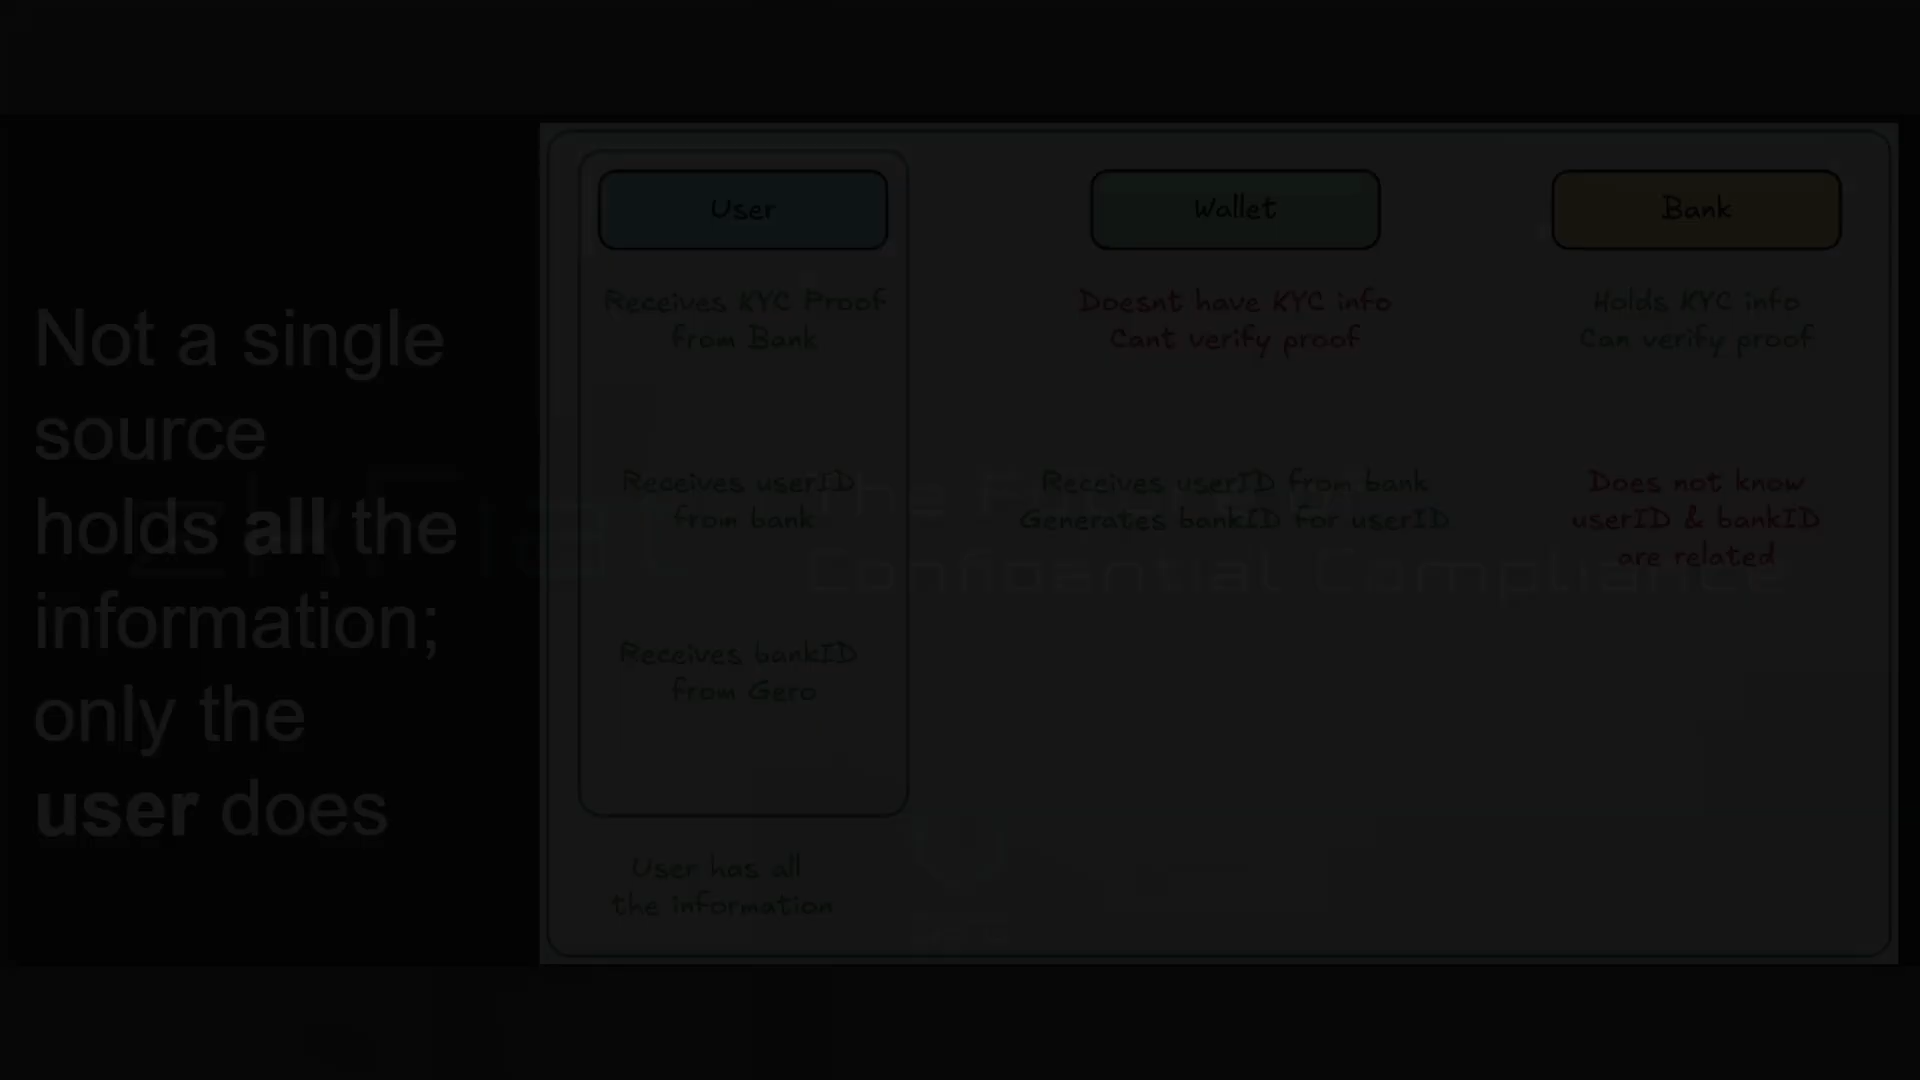 Not a single
source
holds all the
information;
only the
user does
User
Receives KYC Proof
from Bank
Receives userID
from bank
Receives bankID
from Gero
User has all
the information
Wallet
Doesnt have KYC info
Cant verify proof
Receives userID from bank
Generates bankID for userID
Bank
Holds KYC info
Can verify proof
Does not know
userID & bankID
are related
zkFiat
Confidential Compliance